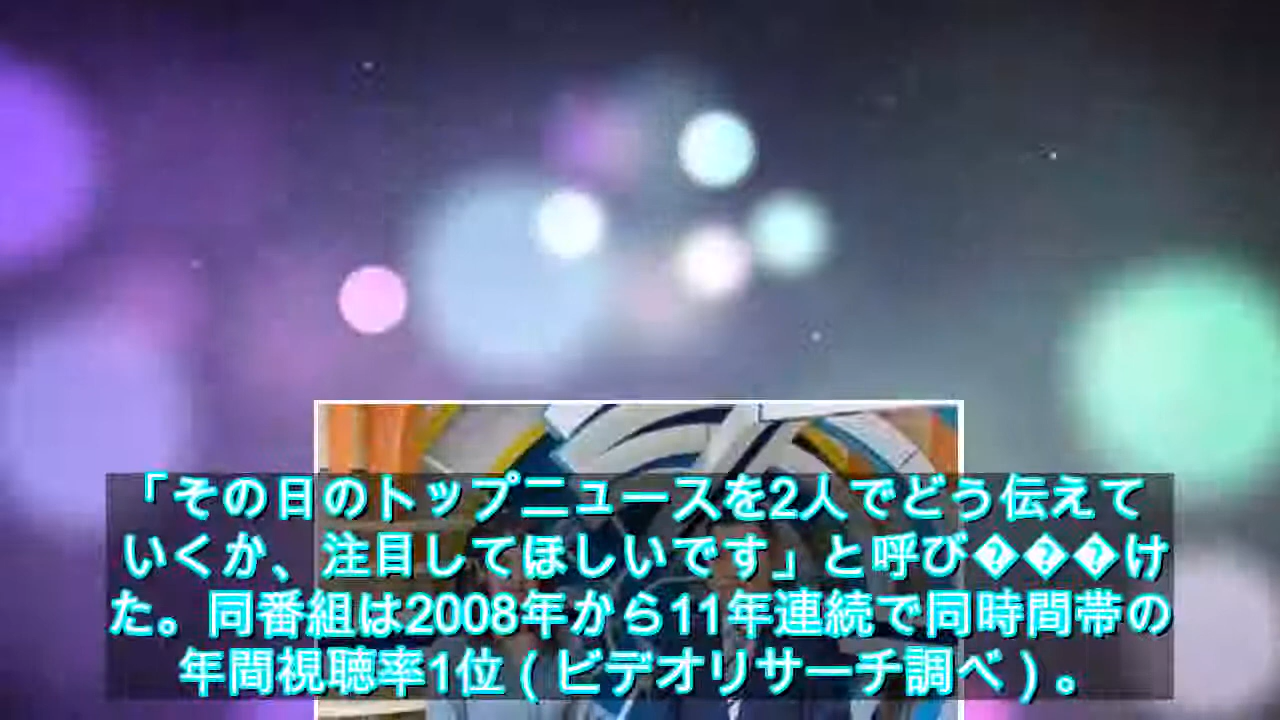 「その日のトップニュースを2人でどう伝えて
いくか、注目してほしいです」と呼び���け
た。同番組は2008年から11年連続で同時間帯の
年間視聴率1位（ビデオリサーチ調べ）。